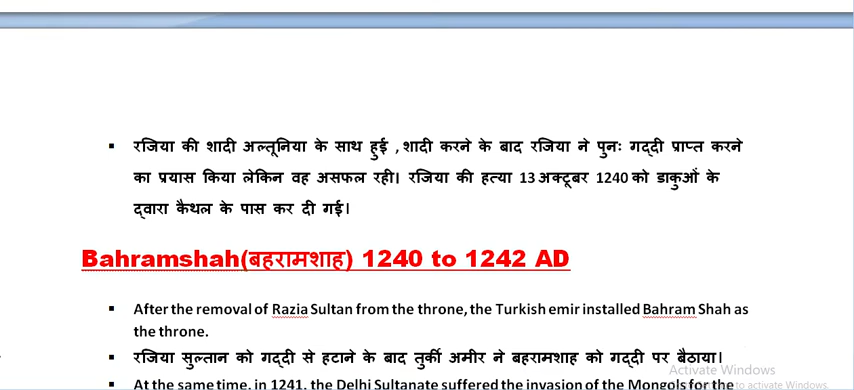 ▪ रजिया की शादी अल्तूनिया के साथ हुई ,शादी करने के बाद रजिया ने पुनः गद्दी प्राप्त करने
का प्रयास किया लेकिन वह असफल रही। रजिया की हत्या 13 अक्टूबर 1240 को डाकुओं के
द्वारा कैथल के पास कर दी गई।
Bahramshah(बहरामशाह) 1240 to 1242 AD
▪ After the removal of Razia Sultan from the throne, the Turkish emir installed Bahram Shah as
the throne.
▪ रजिया सुल्तान को गद्दी से हटाने के बाद तुर्की अमीर ने बहरामशाह को गद्दी पर बैठाया।
Activate Windows
▪ At the same time, in 1241, the Delhi Sultanate suffered the invasion of the Mongols for the
to activate Windows.